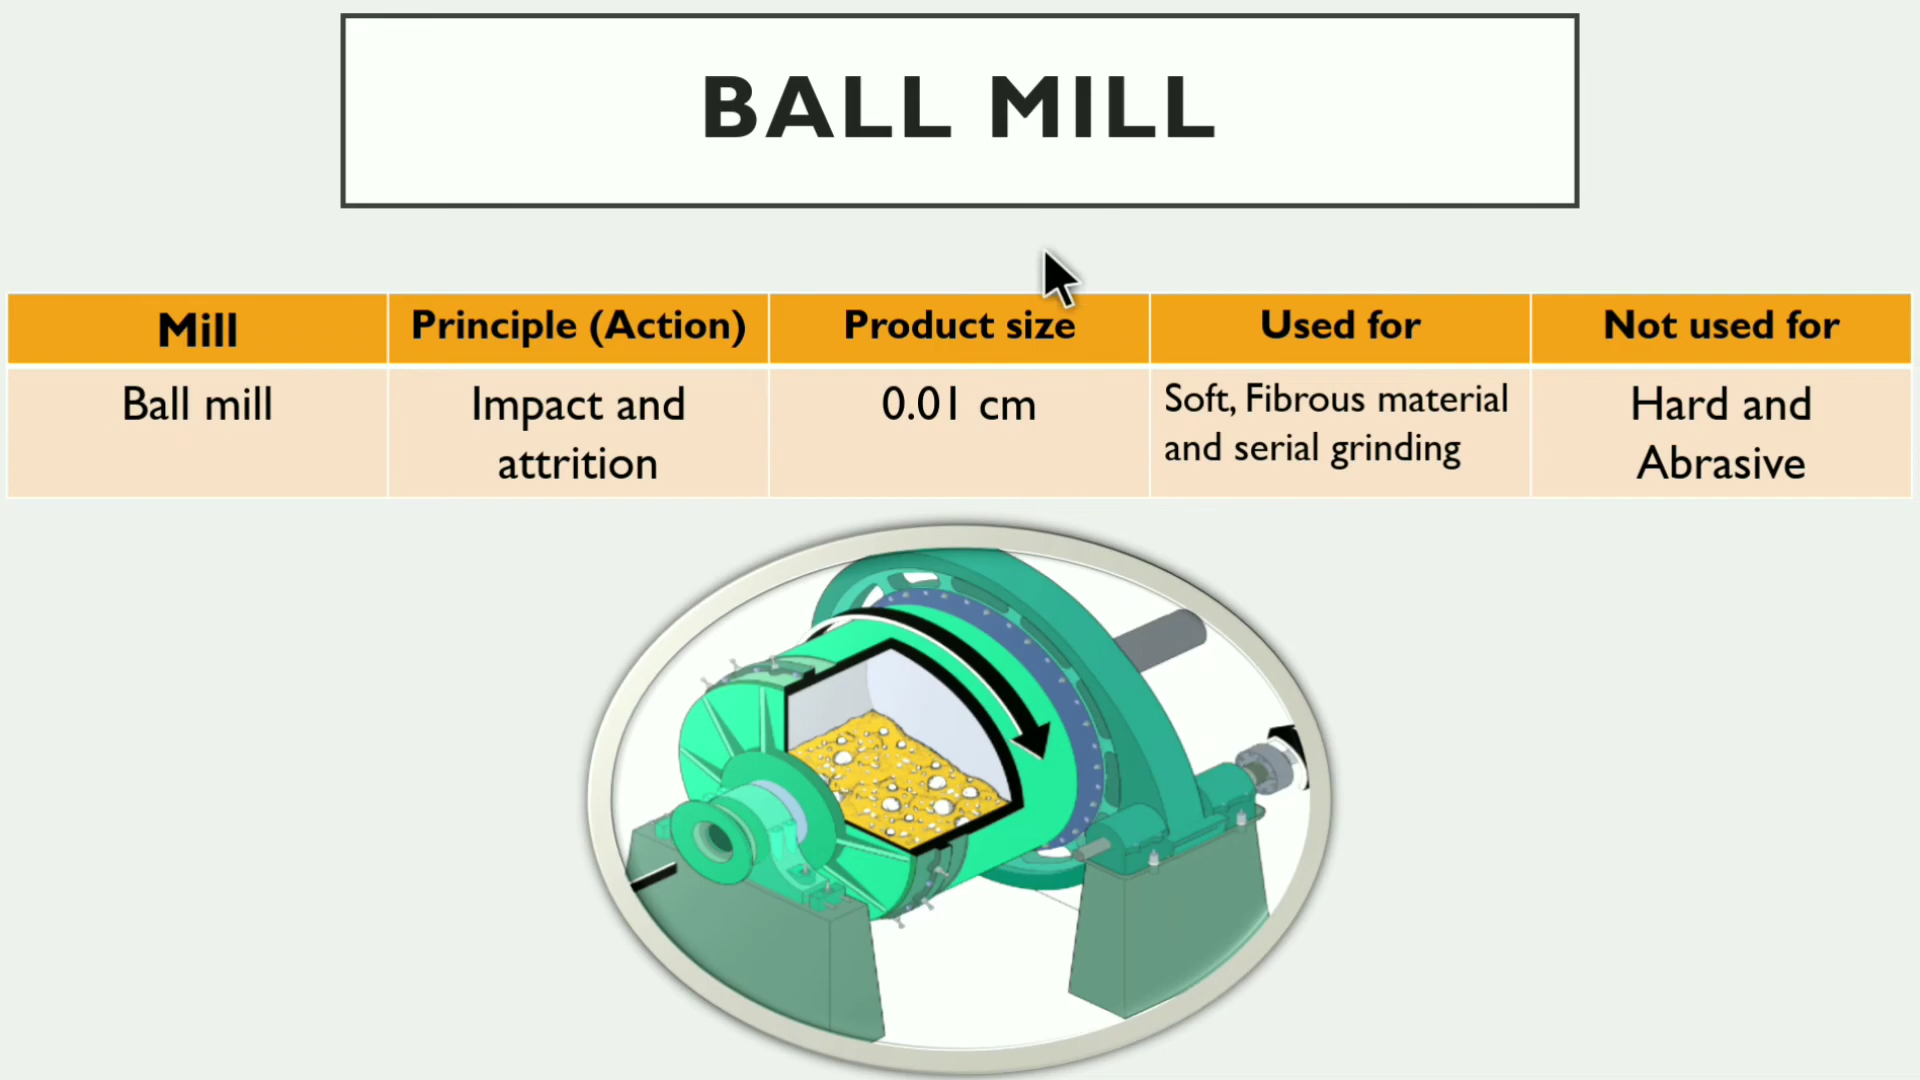 BALL MILL
Mill
Principle (Action)
Product size
Used for
Not used for
Ball mill
Impact and
attrition
0.01 cm
Soft, Fibrous material
and serial grinding
Hard and
Abrasive